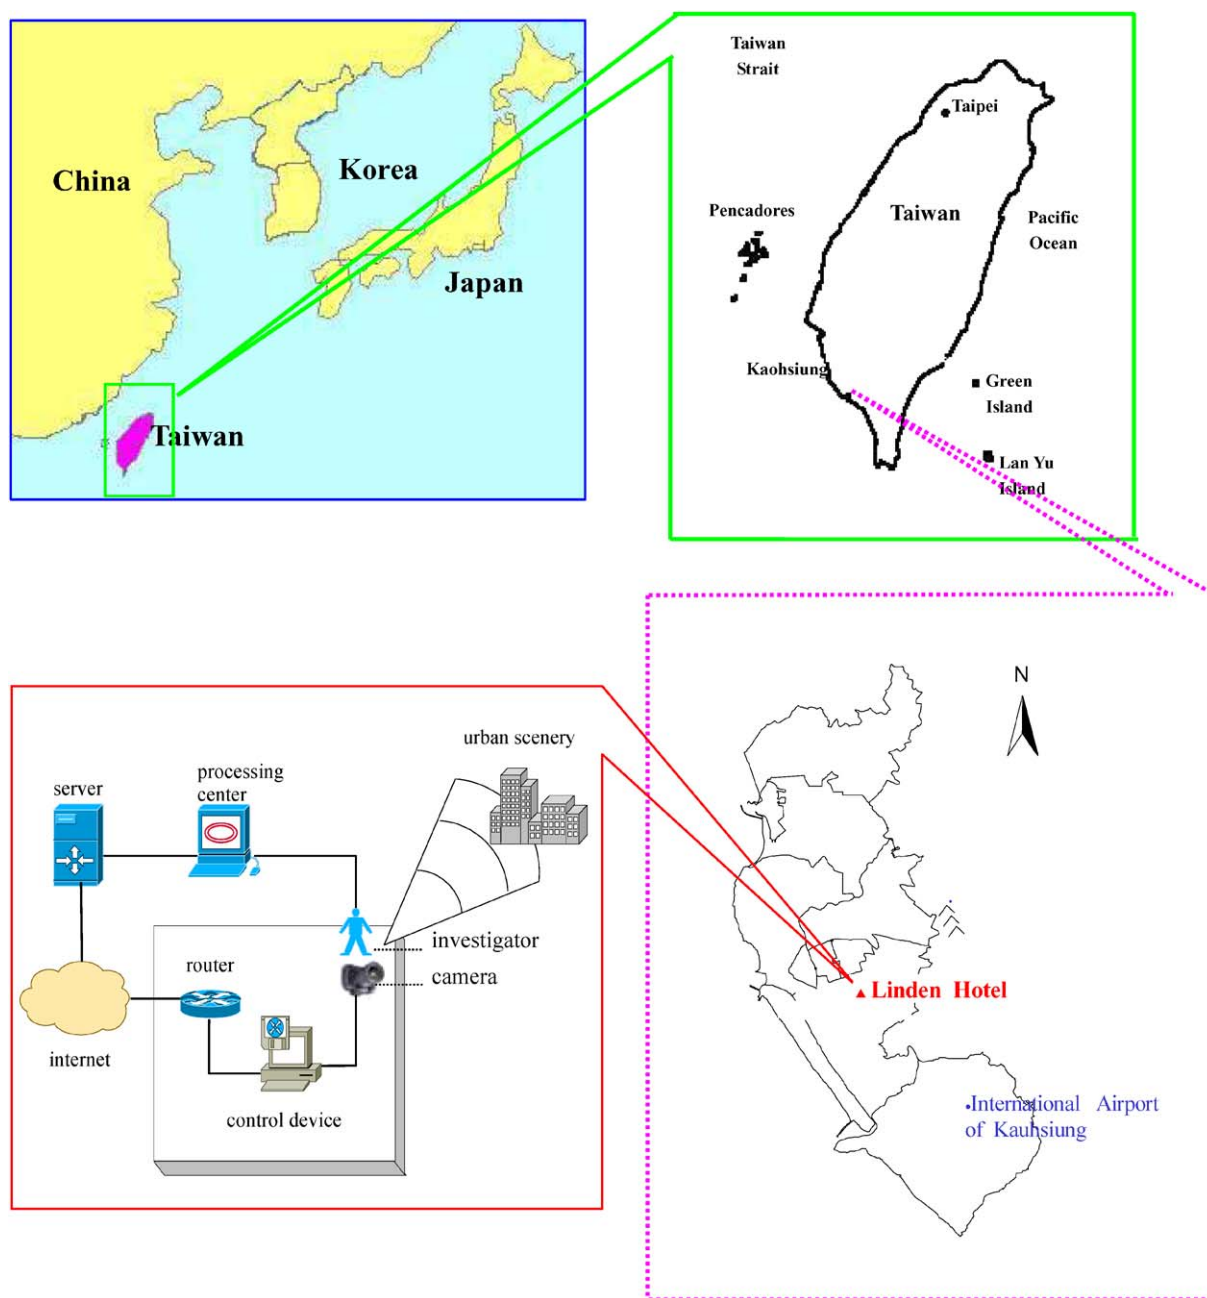 China
Korea
Japan
Taiwan
Taiwan
Strait
Taipei
Pencadores
Taiwan
Pacific
Ocean
Kaohsiung
Green
Island
Lan Yu
Island
urban scenery
processing
center
server
investigator
camera
router
internet
control device
N
Linden Hotel
International Airport
of Kauhsiung